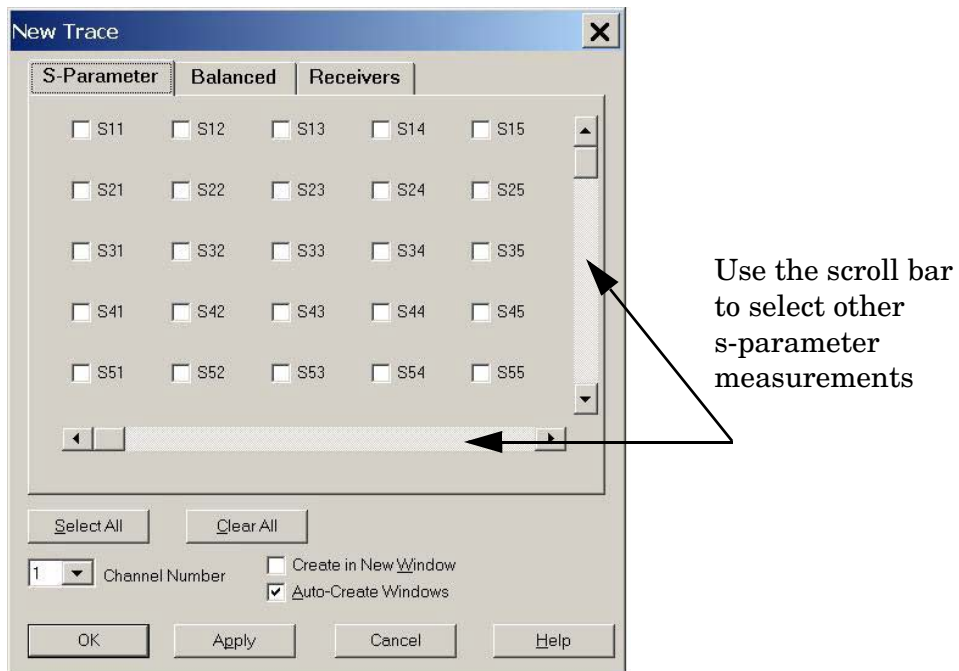 New Trace
S-Parameter Balanced Receivers
S11 S12 S13 S14 S15
S21 S22 S23 S24 S25
S31 S32 S33 S34 S35
S41 S42 S43 S44 S45
S51 S52 S53 S54 S55
Use the scroll bar
to select other
s-parameter
measurements
Select All Clear All
1 Channel Number
Create in New Window
Auto-Create Windows
OK Apply Cancel Help